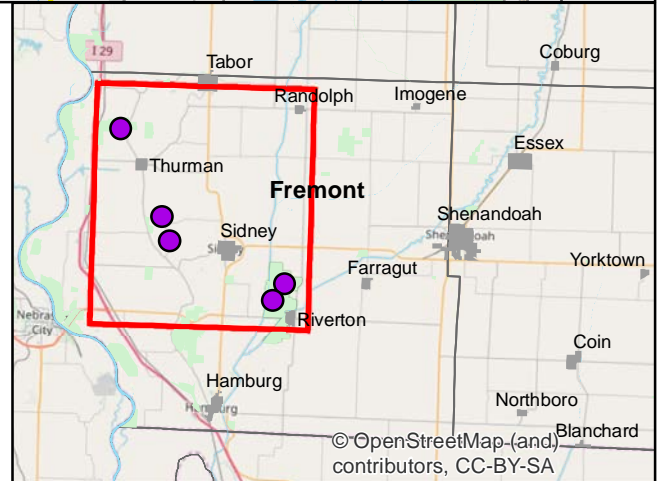 I 29
Tabor
Coburg
Randolph
Imogene
Essex
Thurman
Fremont
Shenandoah
Sidney
Yorktown
Farragut
Nebras
City
Riverton
Coin
Hamburg
Northboro
Blanchard
© OpenStreetMap (and)
contributors, CC-BY-SA